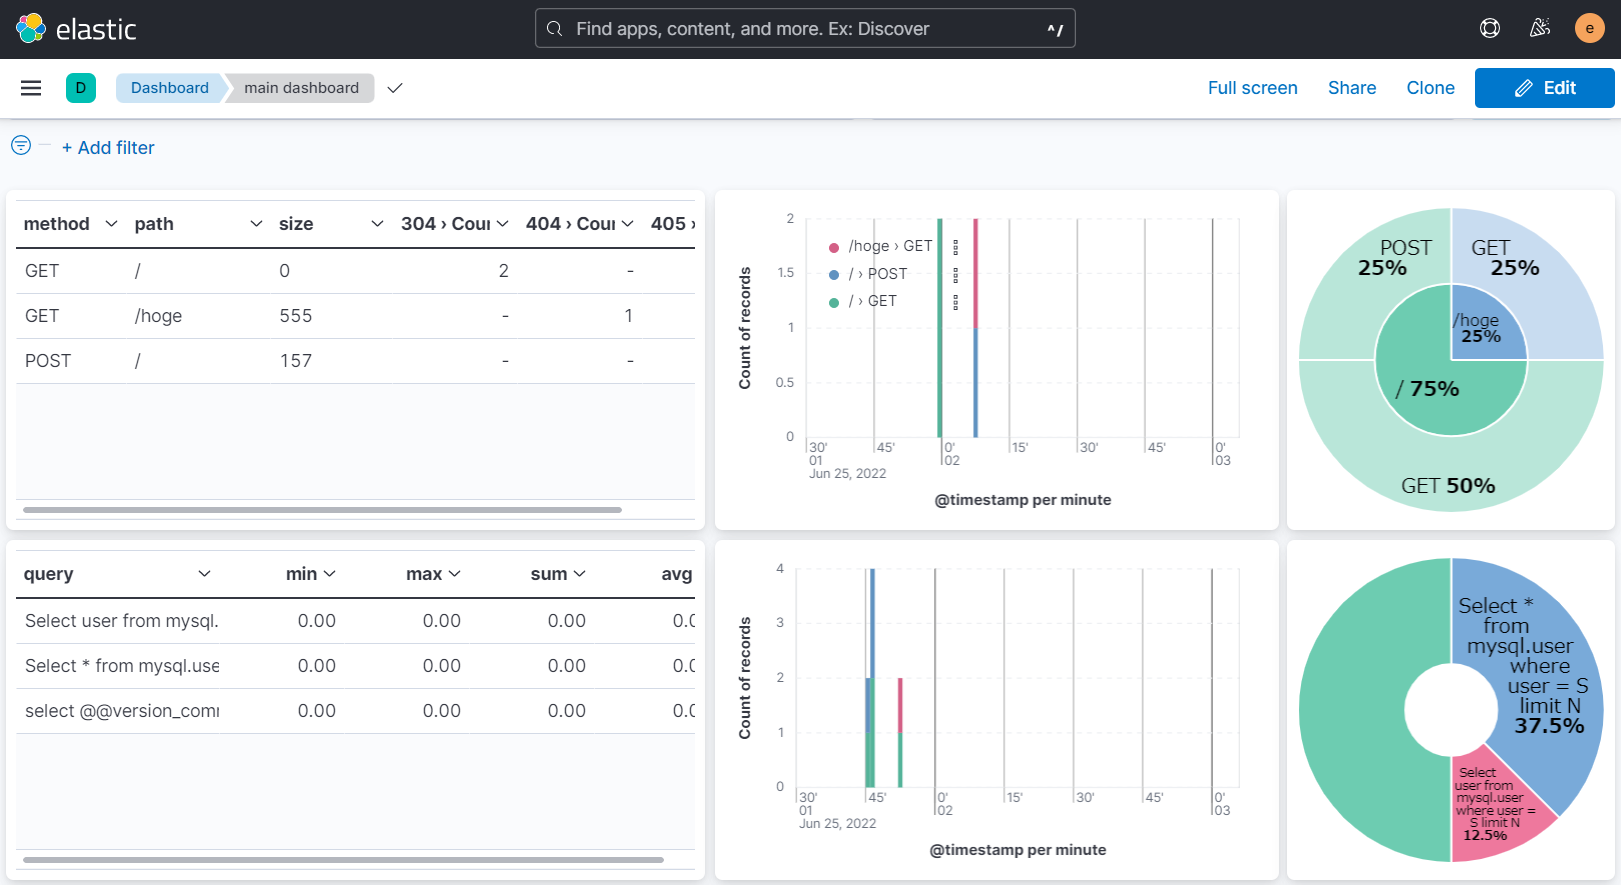 elastic
Find apps, content, and more. Ex: Discover
^/
e
D
Dashboard
main dashboard
Full screen
Share
Clone
Edit
+ Add filter
method path size 304 › Cour 404 › Cour 405 ›
GET / 0 2 -
GET /hoge 555 - 1
POST / 157 - -
Count of records
2
1.5
1
0.5
0
/hoge › GET
/ › POST
/ › GET
30' 45' 0' 15' 30' 45' 0'
01 02 03
Jun 25, 2022
@timestamp per minute
POST
25%
GET
25%
/hoge
25%
/ 75%
GET 50%
query min max sum avg
Select user from mysql. 0.00 0.00 0.00 0.0
Select * from mysql.use 0.00 0.00 0.00 0.0
select @@version_comr 0.00 0.00 0.00 0.0
Count of records
4
3
2
1
0
30' 45' 0' 15' 30' 45' 0'
01 02 03
Jun 25, 2022
@timestamp per minute
Select *
from
mysql.user
where
user = S
limit N
37.5%
Select
user from
mysql.user
where user =
S limit N
12.5%